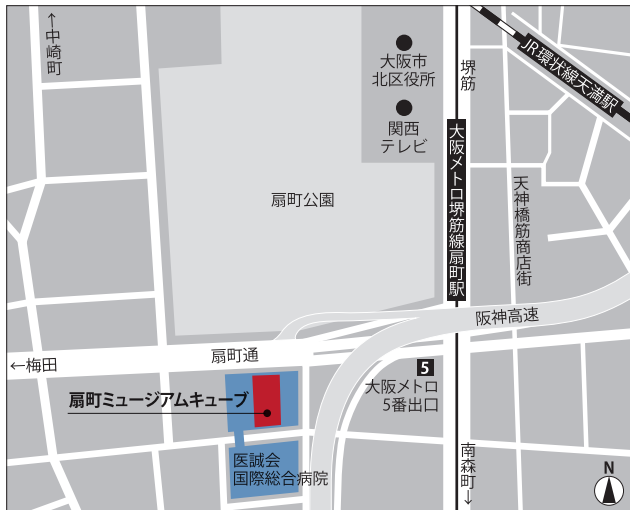 ↑中崎町
大阪市
北区役所
関西
テレビ
堺筋
JR環状線天満駅
大阪メトロ堺筋線扇町駅
天神橋筋商店街
扇町公園
阪神高速
扇町通
←梅田
5
大阪メトロ
5番出口
扇町ミュージアムキューブ
医誠会
国際総合病院
南森町→
N